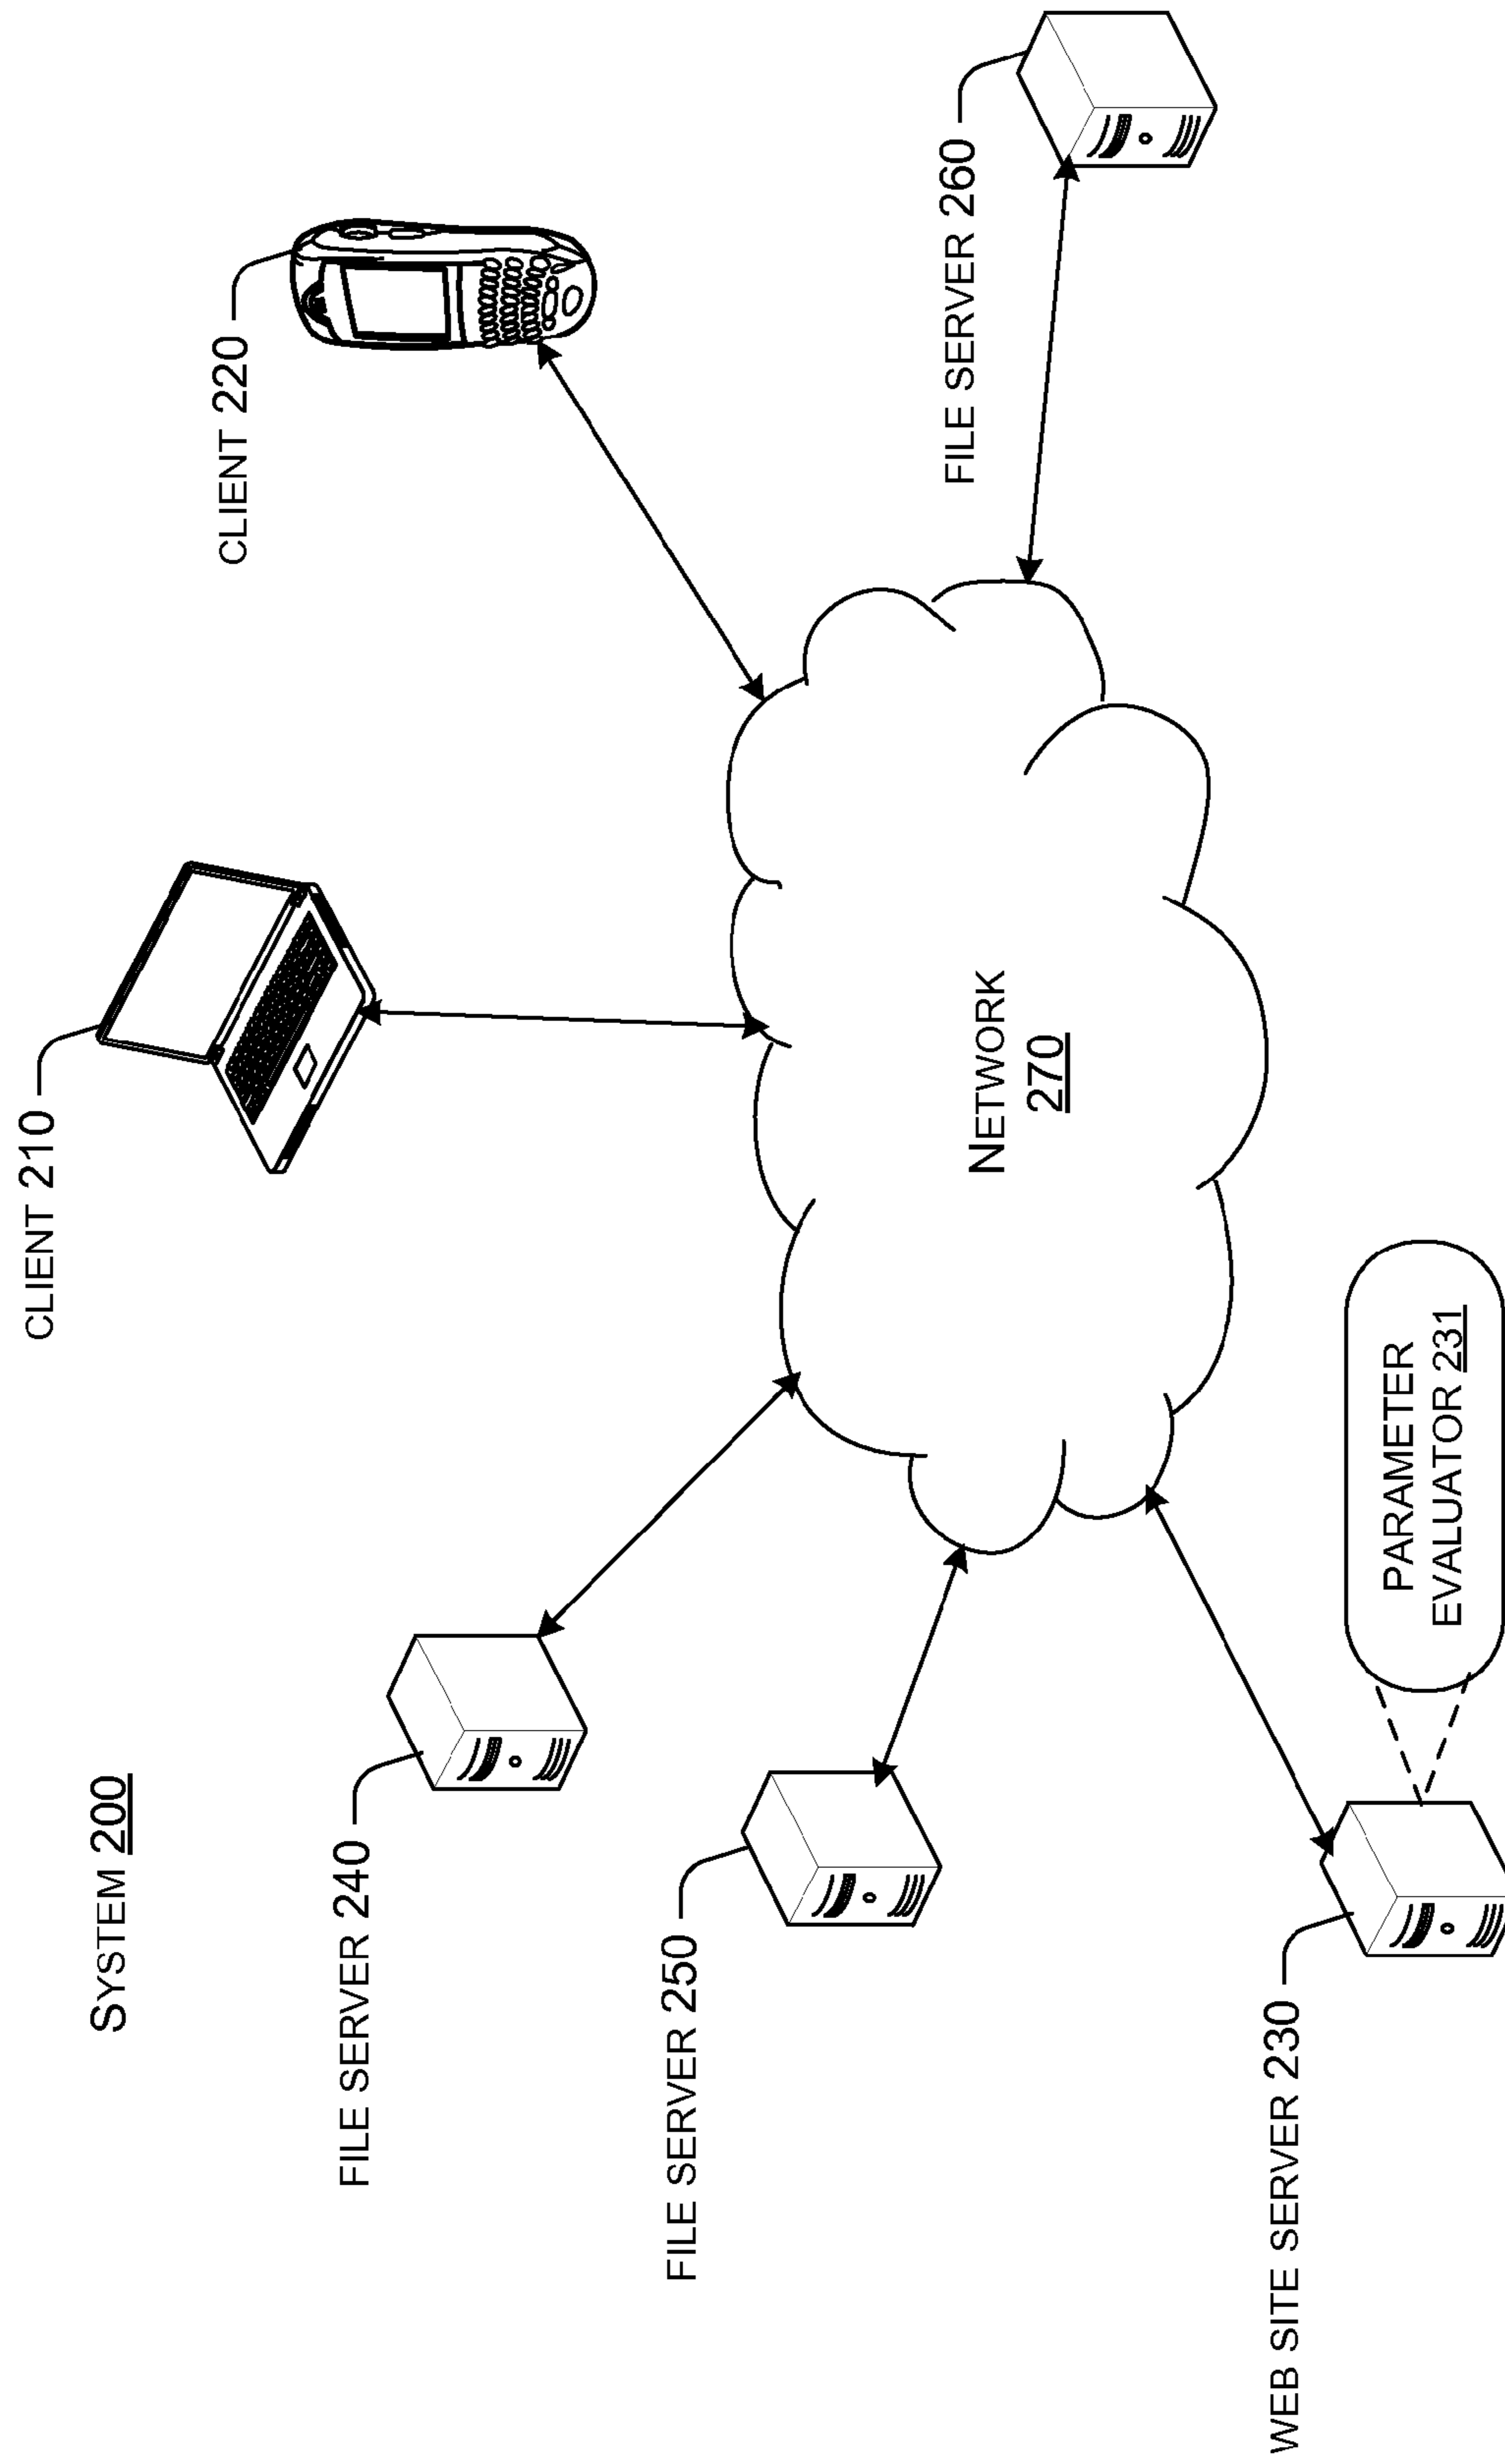 SYSTEM 200
CLIENT 210
CLIENT 220
FILE SERVER 240
FILE SERVER 250
FILE SERVER 260
NETWORK
270
WEB SITE SERVER 230
PARAMETER
EVALUATOR 231